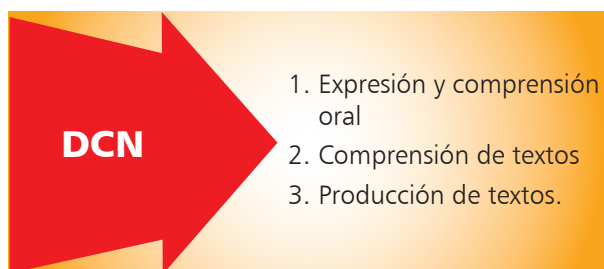 DCN
1. Expresión y comprensión
oral
2. Comprensión de textos
3. Producción de textos.